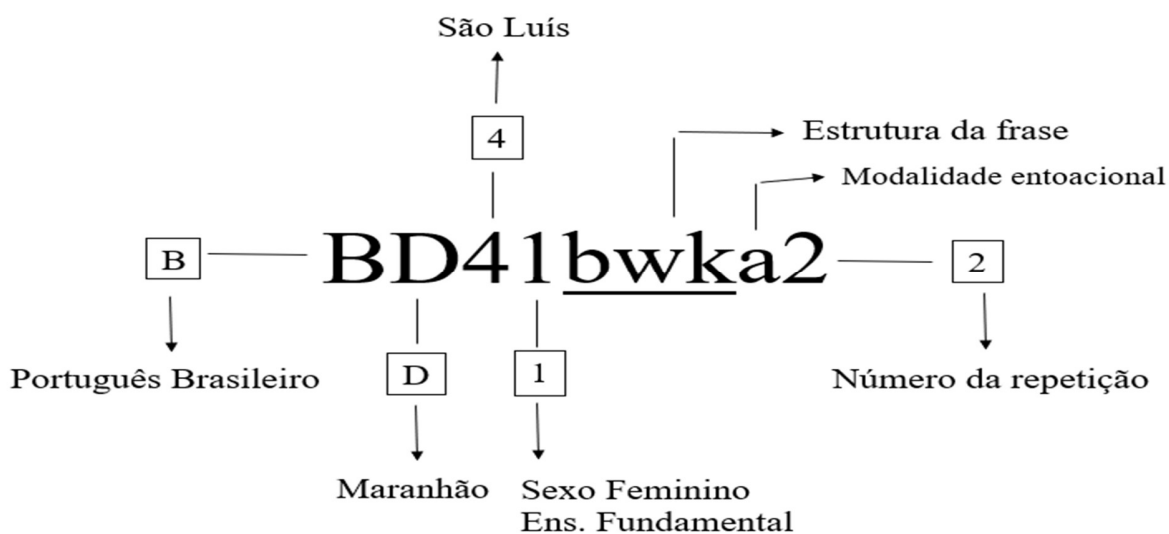 São Luís
4
Estrutura da frase
Modalidade entoacional
B
BD41bwka2
2
Português Brasileiro
D
1
Número da repetição
Maranhão
Sexo Feminino
Ens. Fundamental